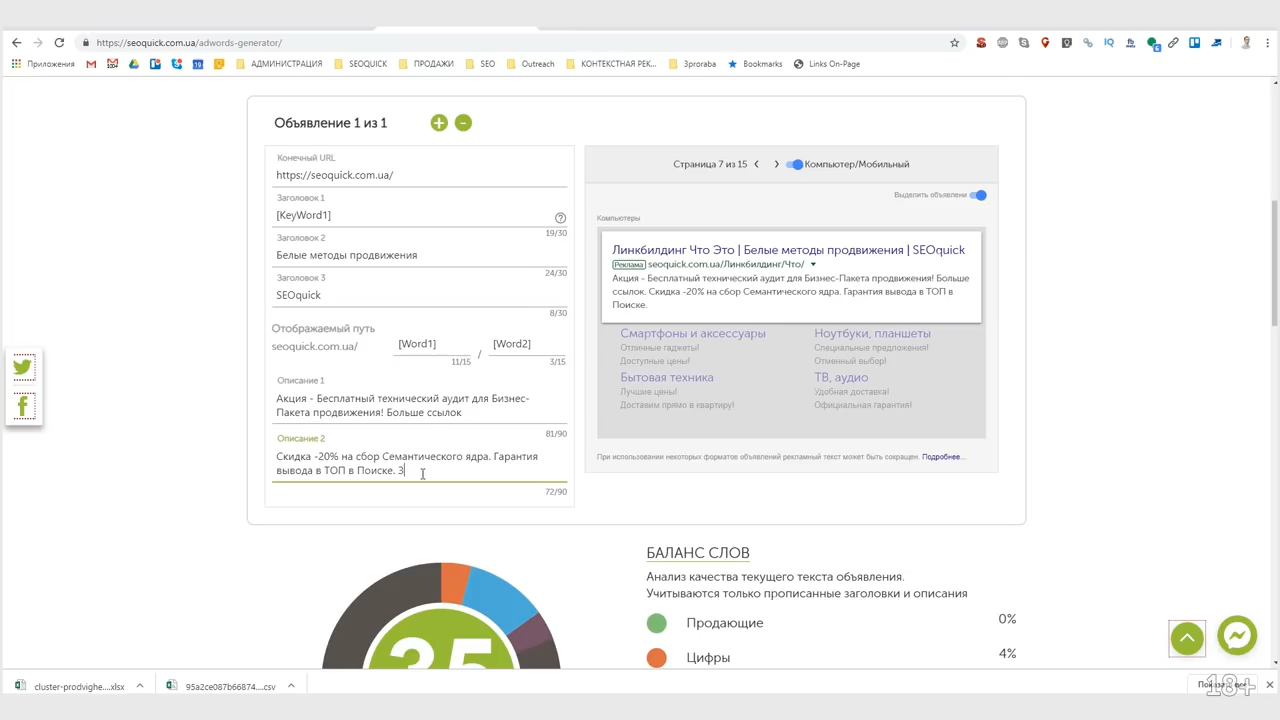 https://seoquick.com.ua/adwords-generator/
Приложения
АДМИНИСТРАЦИЯ
SEOQUICK
ПРОДАЖИ
SEO
Outreach
КОНТЕКСТНАЯ РЕК...
3proraba
Bookmarks
Links On-Page
Объявление 1 из 1
Конечный URL
https://seoquick.com.ua/
Заголовок 1
[KeyWord1]
19/30
Заголовок 2
Белые методы продвижения
24/30
Заголовок 3
SEOquick
8/30
Отображаемый путь
seoquick.com.ua/
[Word1]
/
[Word2]
11/15
3/15
Описание 1
Акция - Бесплатный технический аудит для Бизнес-
Пакета продвижения! Больше ссылок
81/90
Описание 2
Скидка -20% на сбор Семантического ядра. Гарантия
вывода в ТОП в Поиске. З
72/90
Страница 7 из 15
Компьютер/Мобильный
Выделить объявлени
Компьютеры
Линкбилдинг Что Это | Белые методы продвижения | SEOquick
Реклама seoquick.com.ua/Линкбилдинг/Что/
Акция - Бесплатный технический аудит для Бизнес-Пакета продвижения! Больше
ссылок. Скидка -20% на сбор Семантического ядра. Гарантия вывода в ТОП в
Поиске.
Смартфоны и аксессуары
Отличные гаджеты!
Доступные цены!
Ноутбуки, планшеты
Специальные предложения!
Отменный выбор!
Бытовая техника
Лучшие цены!
Доставим прямо в квартиру!
ТВ, аудио
Удобная доставка!
Официальная гарантия!
При использовании некоторых форматов объявлений рекламный текст может быть сокращен. Подробнее...
35
БАЛАНС СЛОВ
Анализ качества текущего текста объявления.
Учитываются только прописанные заголовки и описания
Продающие
0%
Цифры
4%
cluster-prodvighe....xlsx
95a2ce087b66874....csv
18+